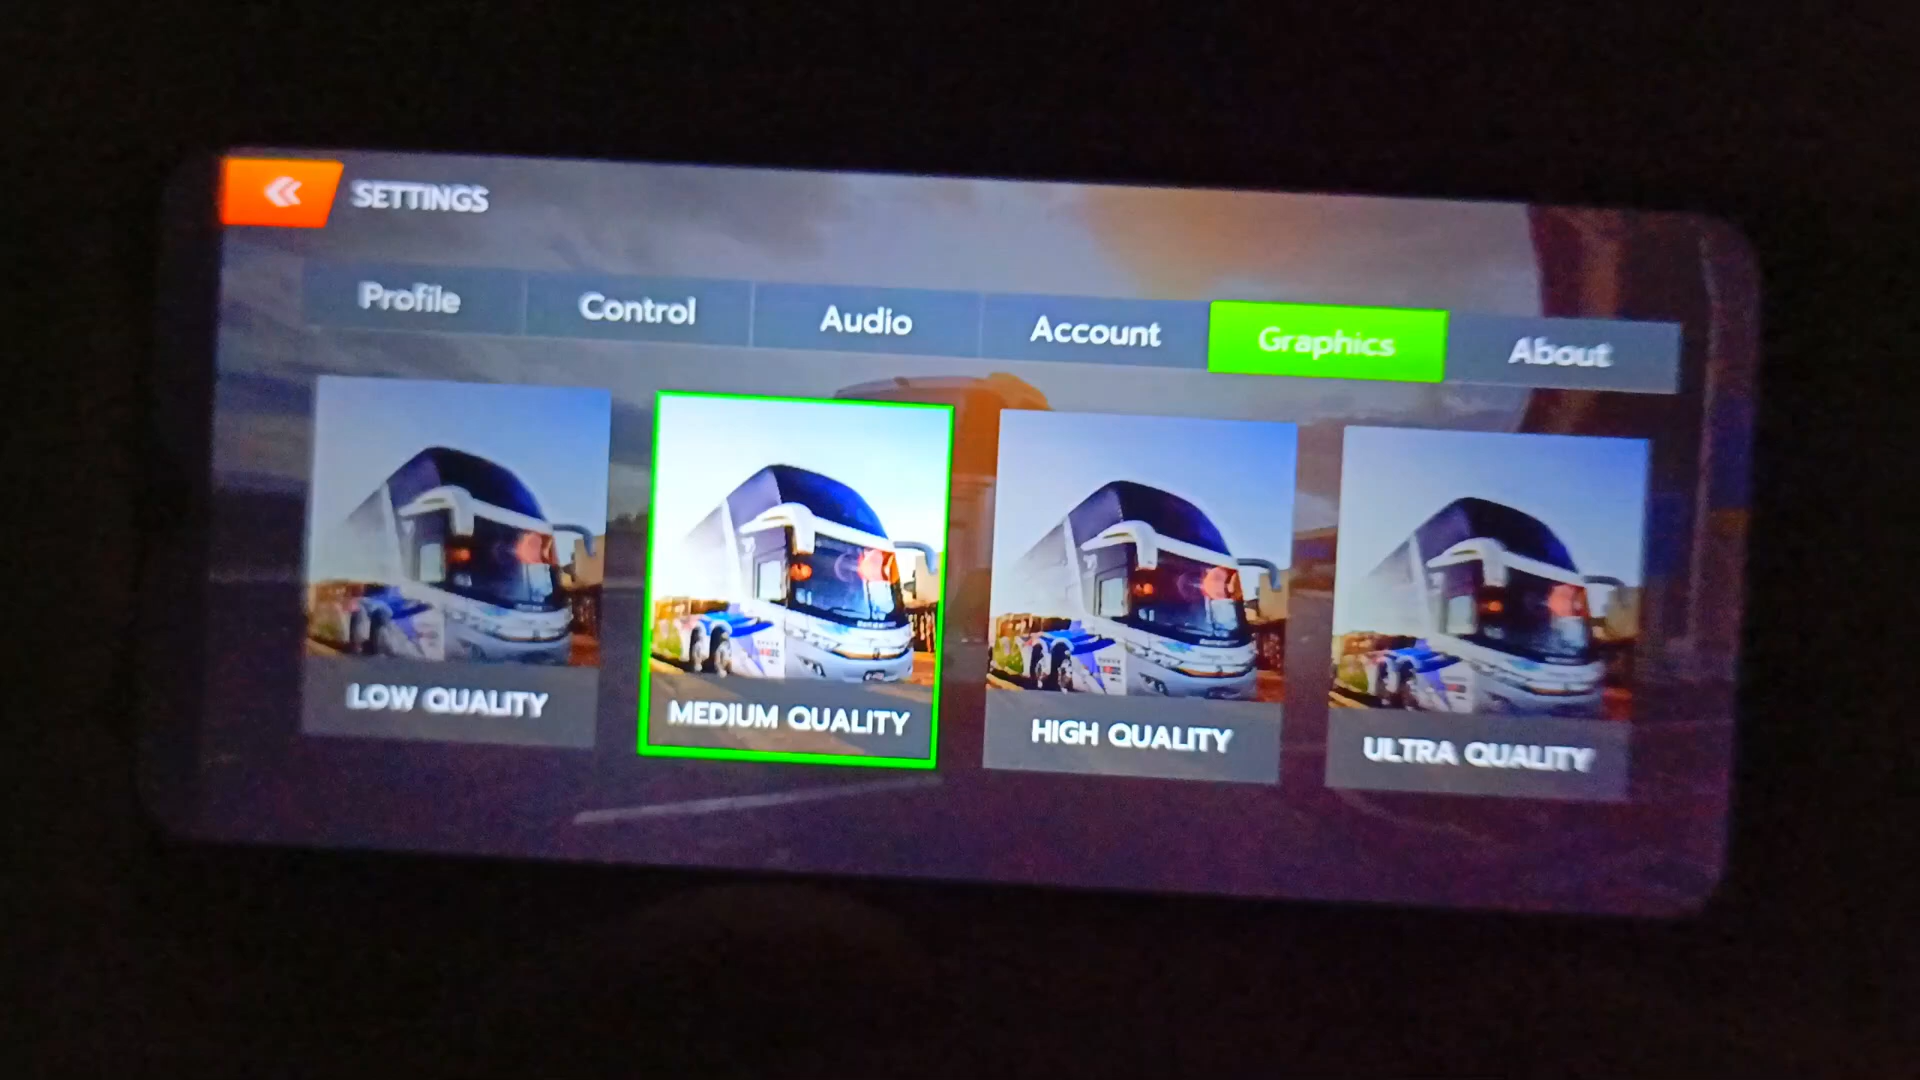 SETTINGS
Profile Control Audio Account Graphics About
LOW QUALITY MEDIUM QUALITY HIGH QUALITY ULTRA QUALITY